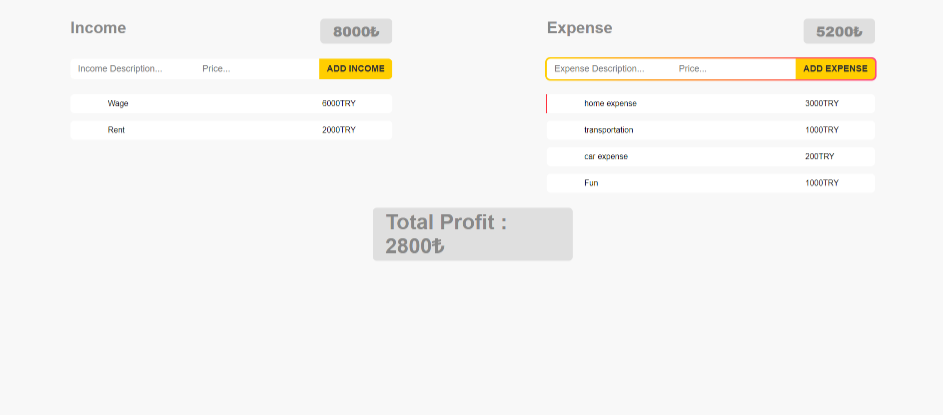 Income
8000₺
Income Description... Price... ADD INCOME
Wage 6000TRY
Rent 2000TRY
Expense
5200₺
Expense Description... Price... ADD EXPENSE
home expense 3000TRY
transportation 1000TRY
car expense 200TRY
Fun 1000TRY
Total Profit :
2800₺